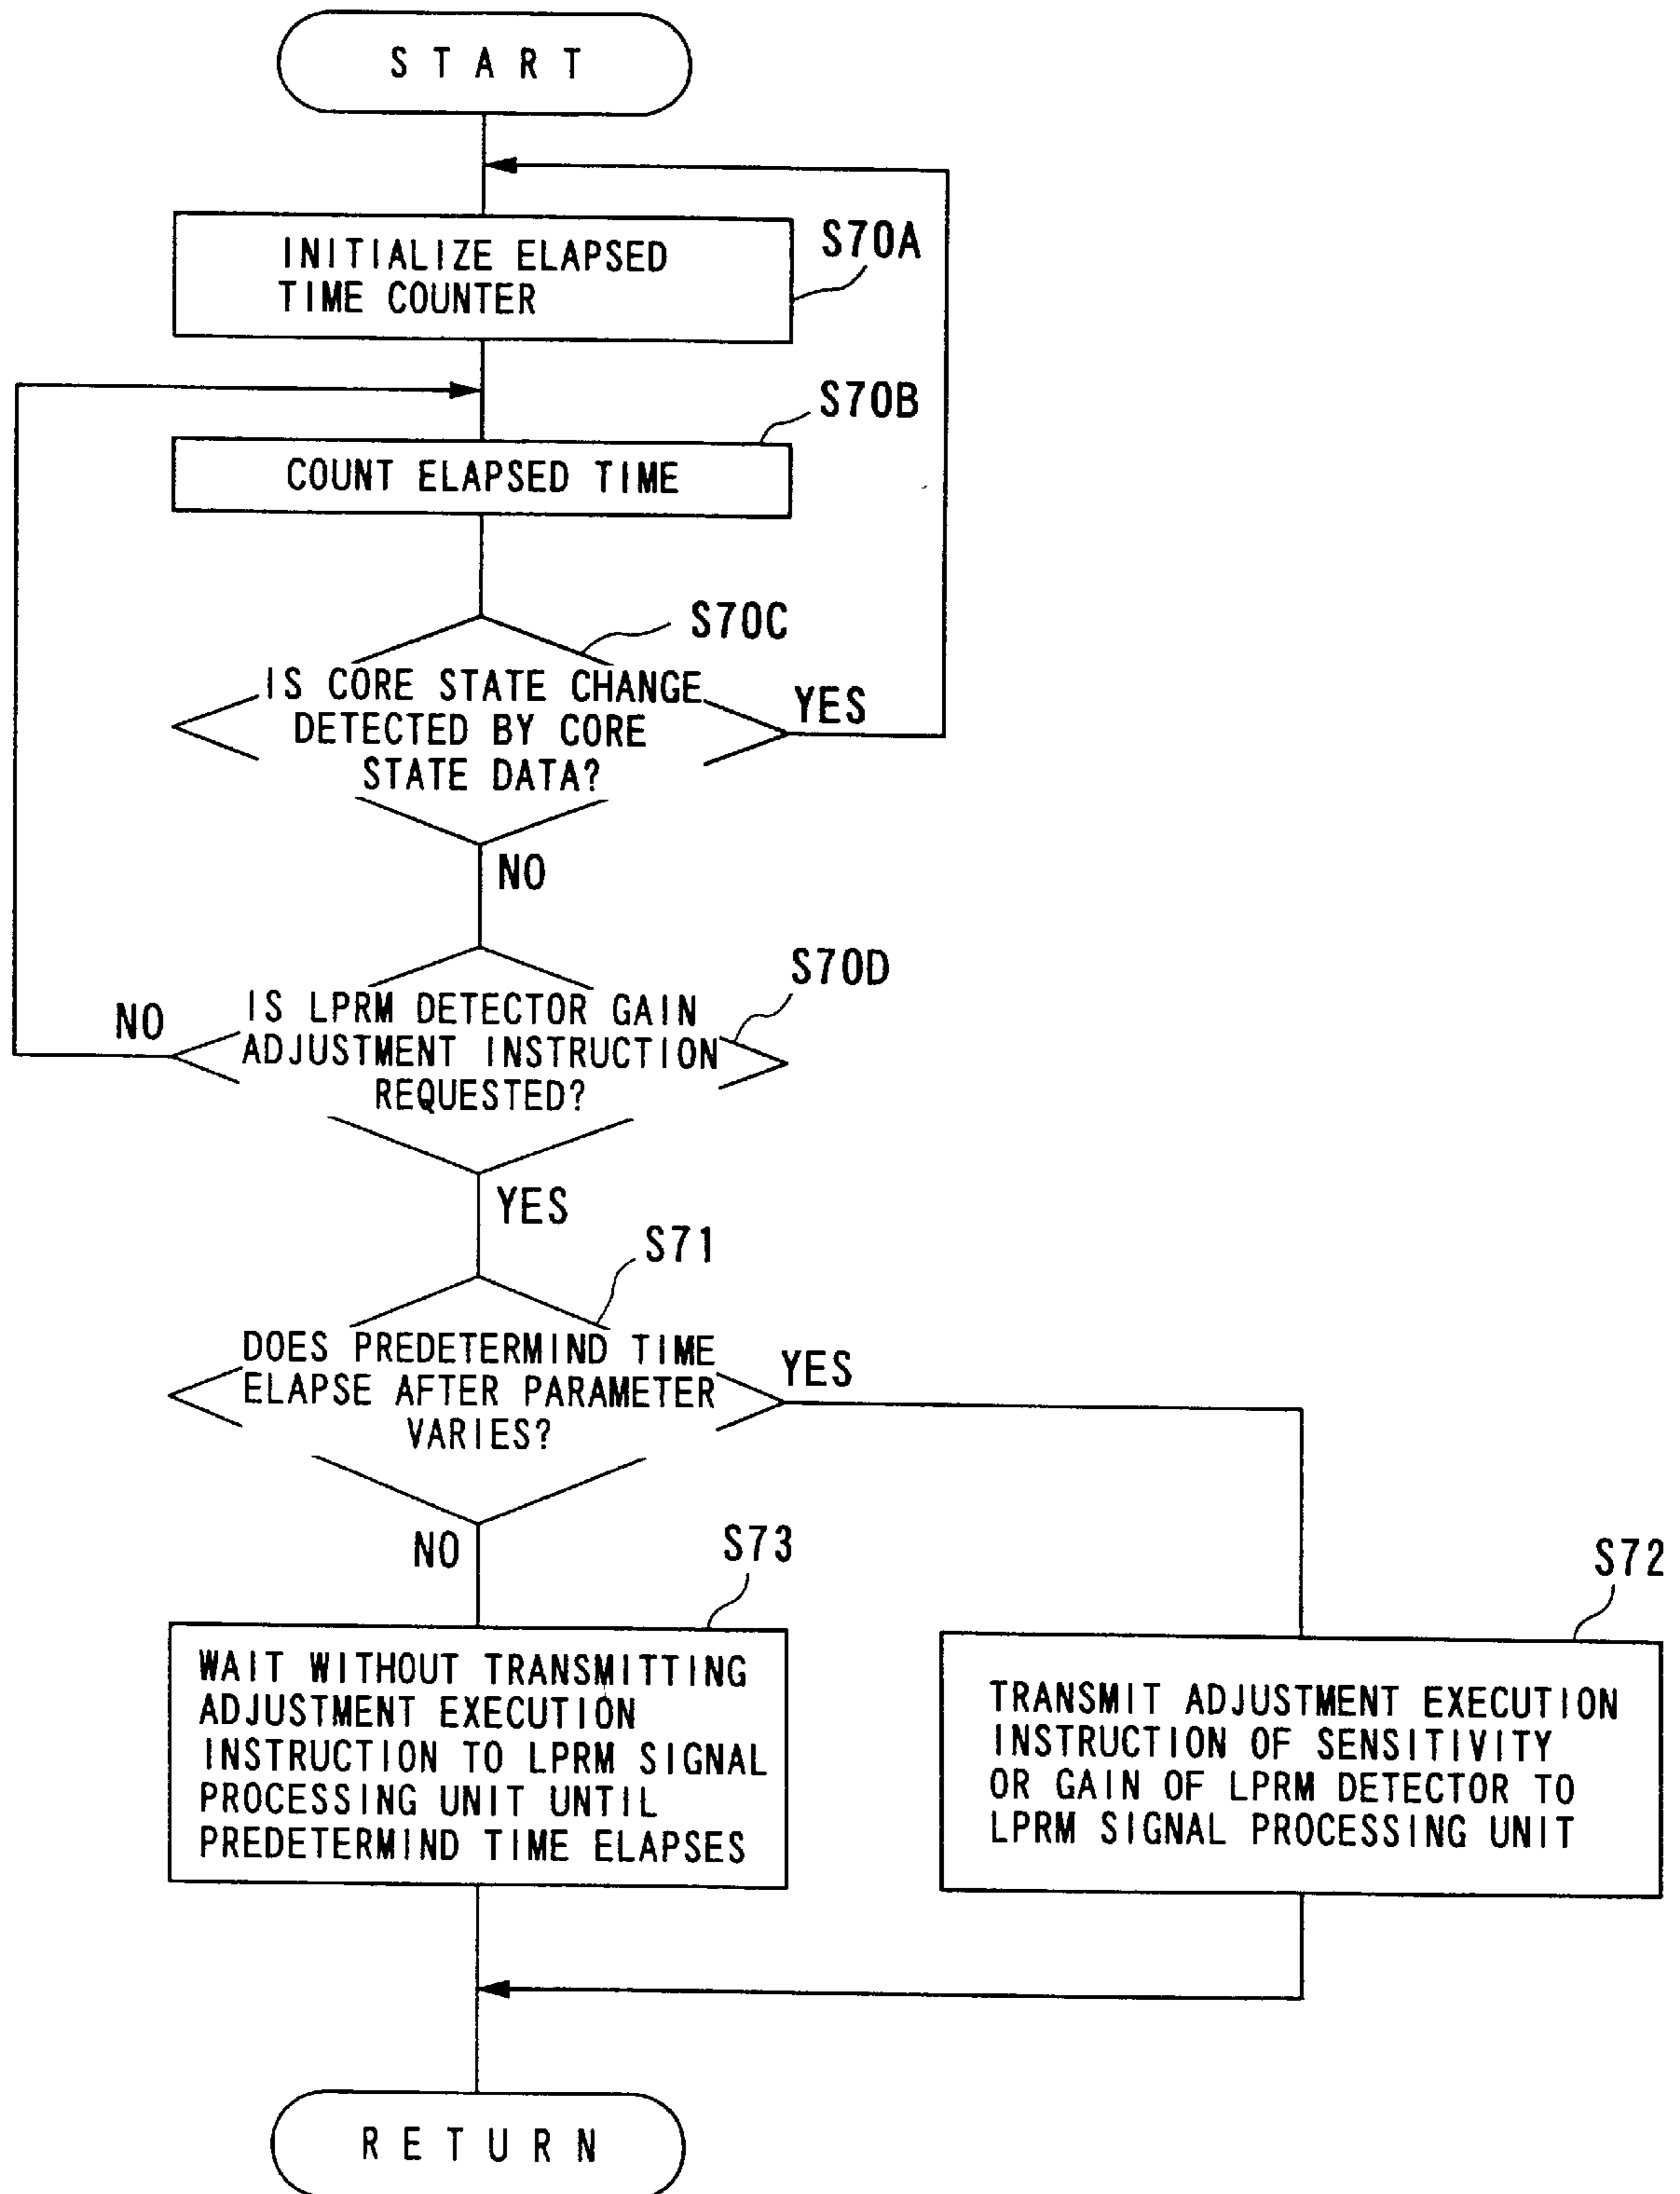 START
S70A
INITIALIZE ELAPSED
TIME COUNTER
S70B
COUNT ELAPSED TIME
S70C
IS CORE STATE CHANGE
DETECTED BY CORE
STATE DATA?
YES
NO
S70D
IS LPRM DETECTOR GAIN
ADJUSTMENT INSTRUCTION
REQUESTED?
NO
YES
S71
DOES PREDETERMIND TIME
ELAPSE AFTER PARAMETER
VARIES?
YES
NO
S73
WAIT WITHOUT TRANSMITTING
ADJUSTMENT EXECUTION
INSTRUCTION TO LPRM SIGNAL
PROCESSING UNIT UNTIL
PREDETERMIND TIME ELAPSES
S72
TRANSMIT ADJUSTMENT EXECUTION
INSTRUCTION OF SENSITIVITY
OR GAIN OF LPRM DETECTOR TO
LPRM SIGNAL PROCESSING UNIT
RETURN